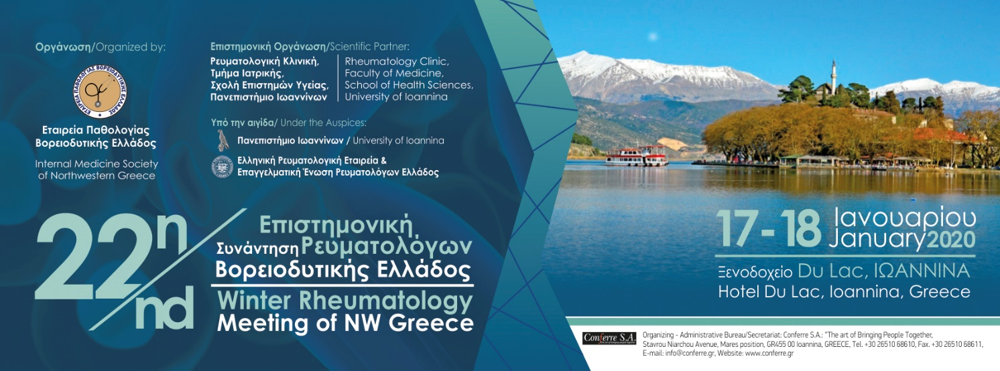 Οργάνωση/Organized by:
ΕΤΑΙΡΕΙΑ ΠΑΘΟΛΟΓΙΑΣ ΒΟΡΕΙΟΔΥΤΙΚΗΣ ΕΛΛΑΔΟΣ
Εταιρεία Παθολογίας
Βορειοδυτικής Ελλάδος
Internal Medicine Society
of Northwestern Greece
Επιστημονική Οργάνωση/Scientific Partner:
Ρευματολογική Κλινική,
Τμήμα Ιατρικής,
Σχολή Επιστημών Υγείας,
Πανεπιστήμιο Ιωαννίνων
Rheumatology Clinic,
Faculty of Medicine,
School of Health Sciences,
University of Ioannina
Υπό την αιγίδα/ Under the Auspices:
Πανεπιστήμιο Ιωαννίνων / University of Ioannina
Ελληνική Ρευματολογική Εταιρεία &
Επαγγελματική Ένωση Ρευματολόγων Ελλάδος
22η/nd
Επιστημονική
Συνάντηση Ρευματολόγων
Βορειοδυτικής Ελλάδος
Winter Rheumatology
Meeting of NW Greece
17-18 Ιανουαρίου
January 2020
Ξενοδοχείο Du Lac, ΙΩΑΝΝΙΝΑ
Hotel Du Lac, Ioannina, Greece
Conferre S.A.
Organizing - Administrative Bureau/Secretariat: Conferre S.A.: "The art of Bringing People Together,
Stavrou Niarchou Avenue, Mares position, GR455 00 Ioannina, GREECE, Tel. +30 26510 68610, Fax. +30 26510 68611,
E-mail: info@conferre.gr, Website: www.conferre.gr